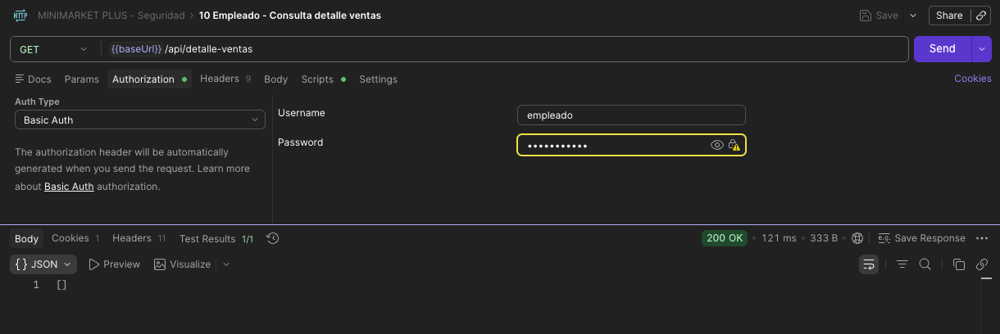 HTTP MINIMARKET PLUS - Seguridad > 10 Empleado - Consulta detalle ventas Save Share
GET {{baseUrl}}/api/detalle-ventas Send
Docs Params Authorization Headers 9 Body Scripts Settings Cookies
Auth Type
Basic Auth
The authorization header will be automatically
generated when you send the request. Learn more
about Basic Auth authorization.
Username empleado
Password •••••••••••
Body Cookies 1 Headers 11 Test Results 1/1 200 OK • 121 ms • 333 B e.g. Save Response
{} JSON Preview Visualize
1 []